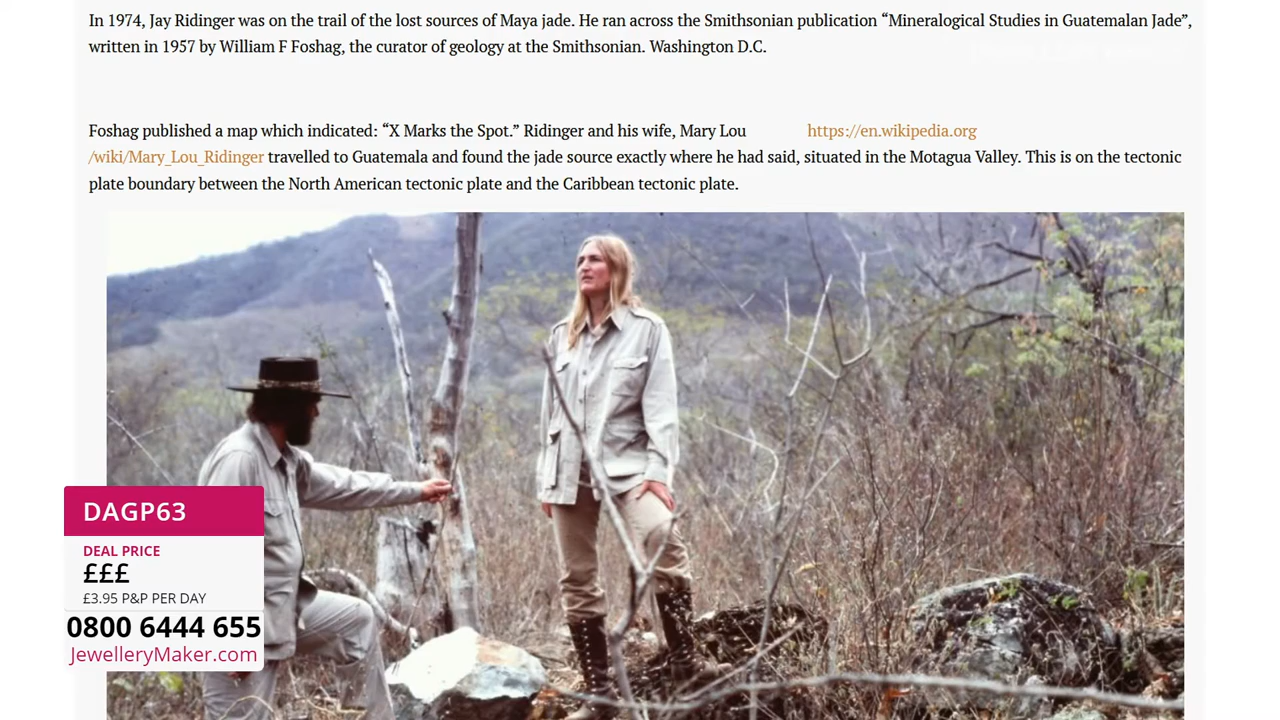 In 1974, Jay Ridinger was on the trail of the lost sources of Maya jade. He ran across the Smithsonian publication “Mineralogical Studies in Guatemalan Jade”,
written in 1957 by William F Foshag, the curator of geology at the Smithsonian. Washington D.C.
Foshag published a map which indicated: “X Marks the Spot.” Ridinger and his wife, Mary Lou https://en.wikipedia.org
/wiki/Mary_Lou_Ridinger travelled to Guatemala and found the jade source exactly where he had said, situated in the Motagua Valley. This is on the tectonic
plate boundary between the North American tectonic plate and the Caribbean tectonic plate.
DAGP63
DEAL PRICE
£££
£3.95 P&P PER DAY
0800 6444 655
JewelleryMaker.com